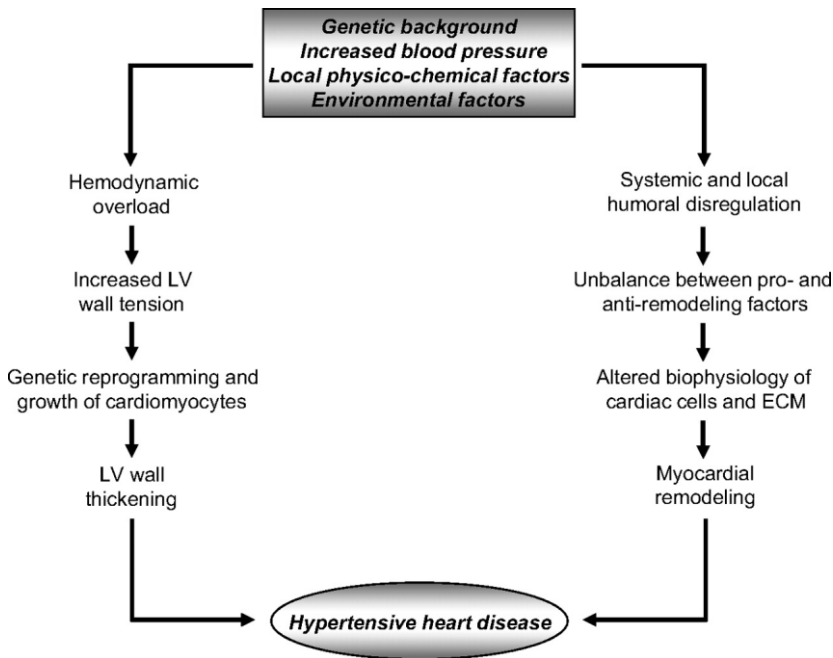 Genetic background
Increased blood pressure
Local physico-chemical factors
Environmental factors
Hemodynamic
overload
Increased LV
wall tension
Genetic reprogramming and
growth of cardiomyocytes
LV wall
thickening
Systemic and local
humoral disregulation
Unbalance between pro- and
anti-remodeling factors
Altered biophysiology of
cardiac cells and ECM
Myocardial
remodeling
Hypertensive heart disease